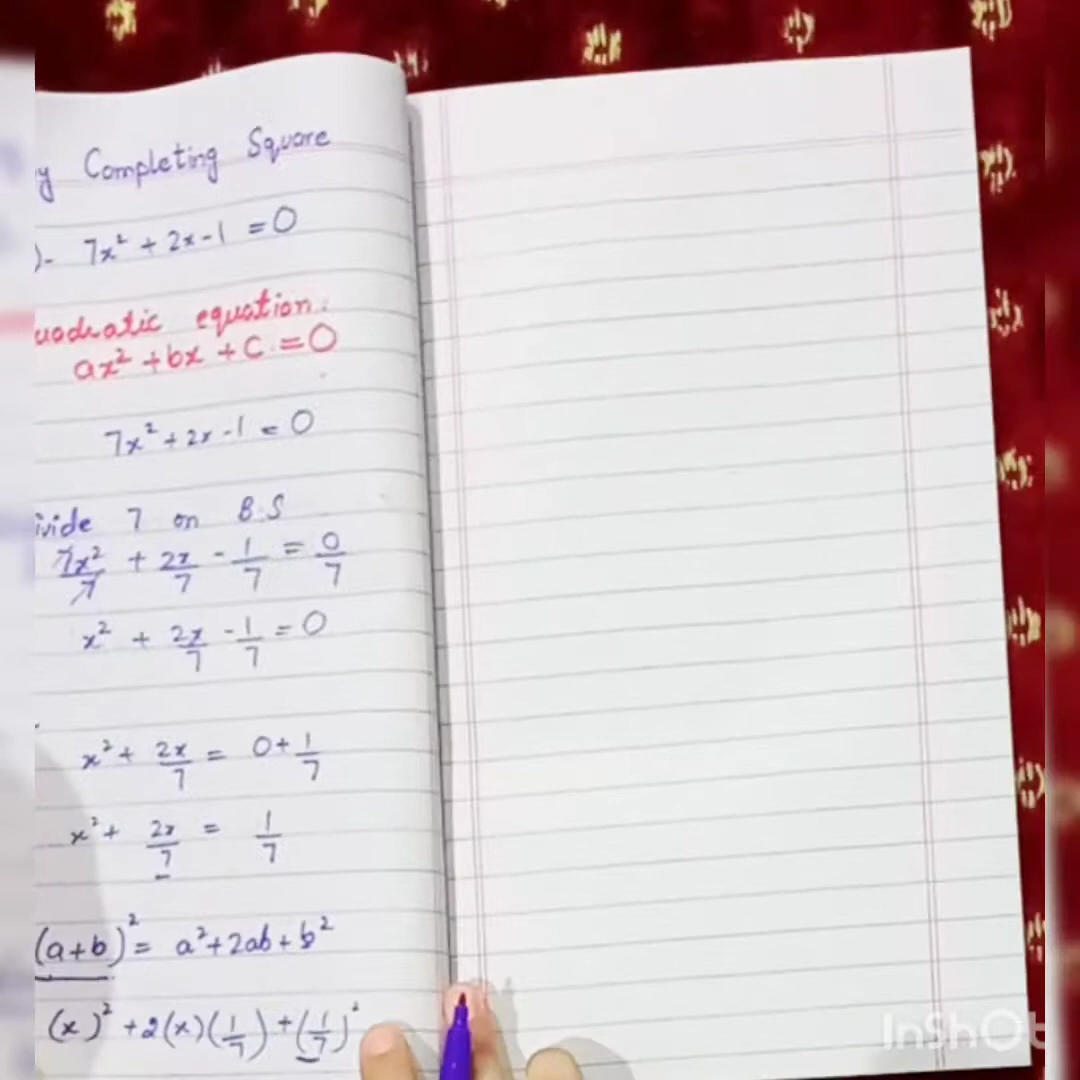 y Completing Square
)- 7x² + 2x - 1 = 0
uadratic equation:
ax² + bx + C = 0
7x² + 2x - 1 = 0
ivide 7 on B.S
7x²/7 + 2x/7 - 1/7 = 0/7
x² + 2x/7 - 1/7 = 0
x² + 2x/7 = 0 + 1/7
x² + 2x/7 = 1/7
(a+b)² = a² + 2ab + b²
(x)² + 2(x)(1/7) + (1/7)²
InShOt